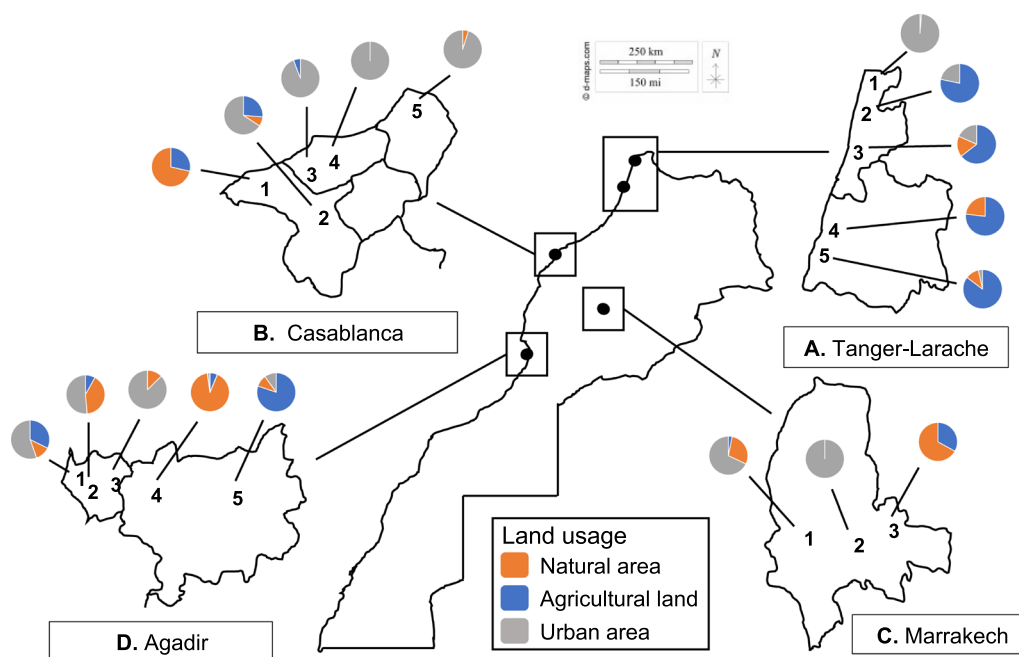 © d-maps.com
250 km
150 mi
N
5
4
3
1
2
B. Casablanca
1
2
3
4
5
A. Tanger-Larache
1
2
3
4
5
D. Agadir
1
2
3
C. Marrakech
Land usage
Natural area
Agricultural land
Urban area